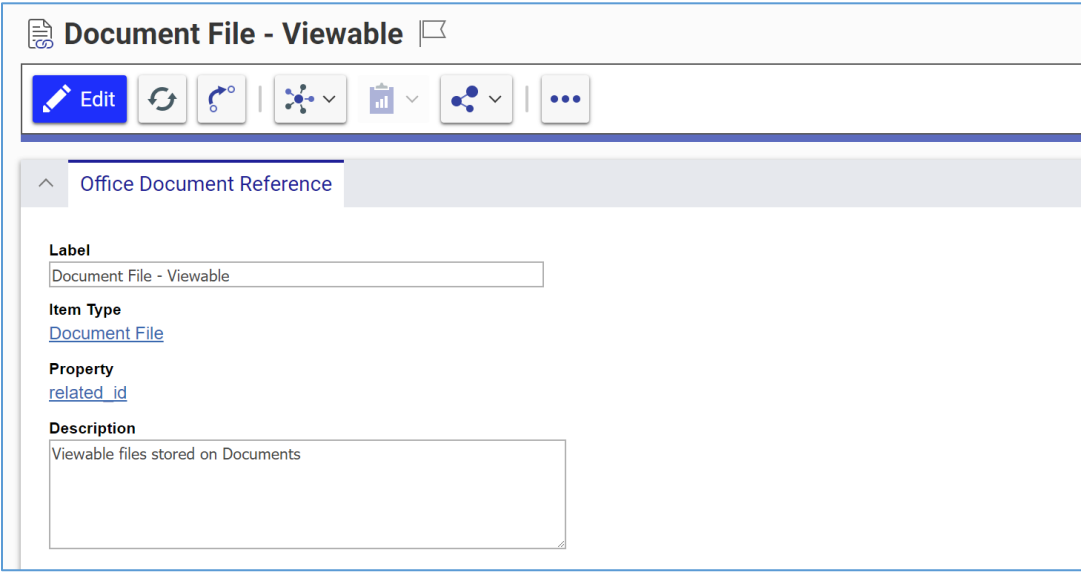 Document File - Viewable
Edit
Office Document Reference
Label
Document File - Viewable
Item Type
Document File
Property
related_id
Description
Viewable files stored on Documents